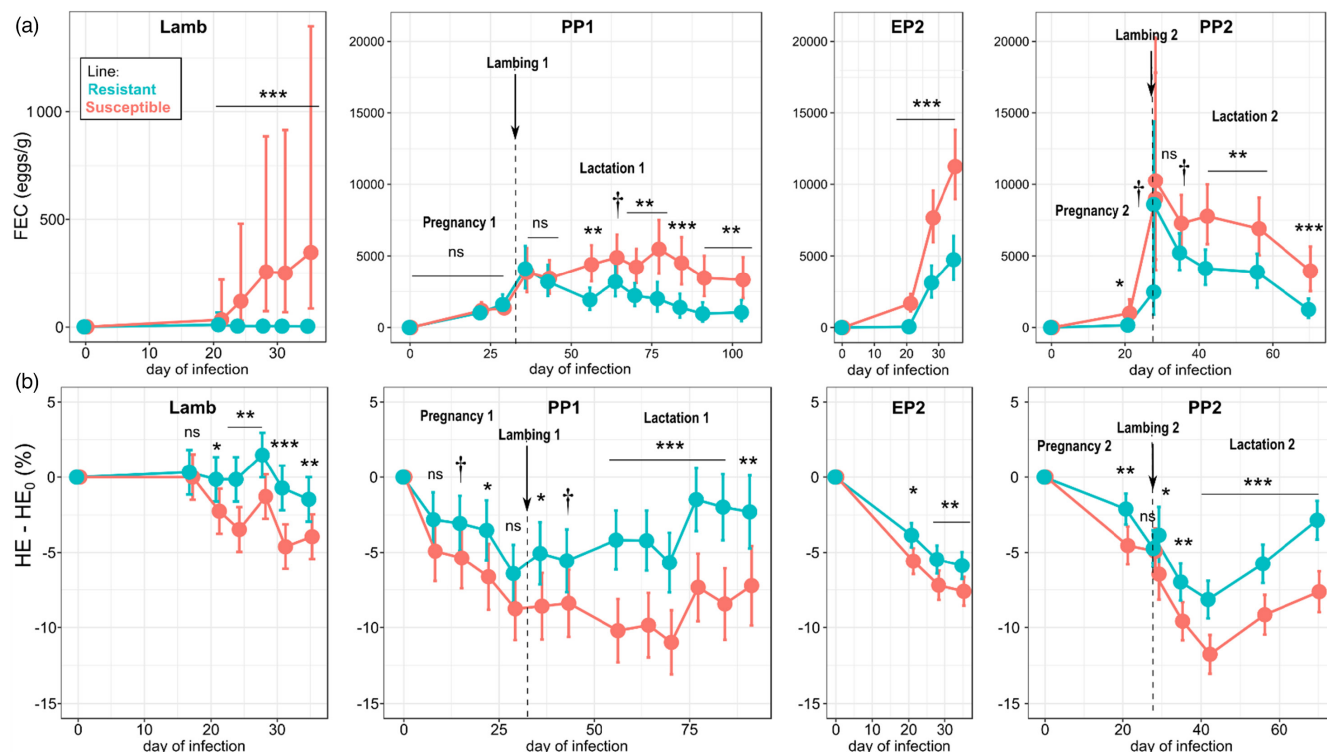 (a)
Lamb
PP1
EP2
PP2
Line:
Resistant
Susceptible
***
FEC (eggs/g)
1000
500
0
0 10 20 30
day of infection
20000
15000
10000
5000
0
Lambing 1
Lactation 1
Pregnancy 1
ns
ns
**
†
**
***
**
0 25 50 75 100
day of infection
20000
15000
10000
5000
0
***
0 10 20 30
day of infection
20000
15000
10000
5000
0
Lambing 2
Lactation 2
Pregnancy 2
*
†
ns
†
**
***
0 20 40 60
day of infection
(b)
Lamb
PP1
EP2
PP2
HE - HE0 (%)
5
0
-5
-10
-15
ns
*
**
***
**
0 10 20 30
day of infection
5
0
-5
-10
-15
Pregnancy 1
Lambing 1
Lactation 1
ns
†
*
ns
*
†
***
**
0 25 50 75
day of infection
5
0
-5
-10
-15
*
**
0 10 20 30
day of infection
5
0
-5
-10
-15
Pregnancy 2
Lambing 2
Lactation 2
**
ns
*
**
***
0 20 40 60
day of infection